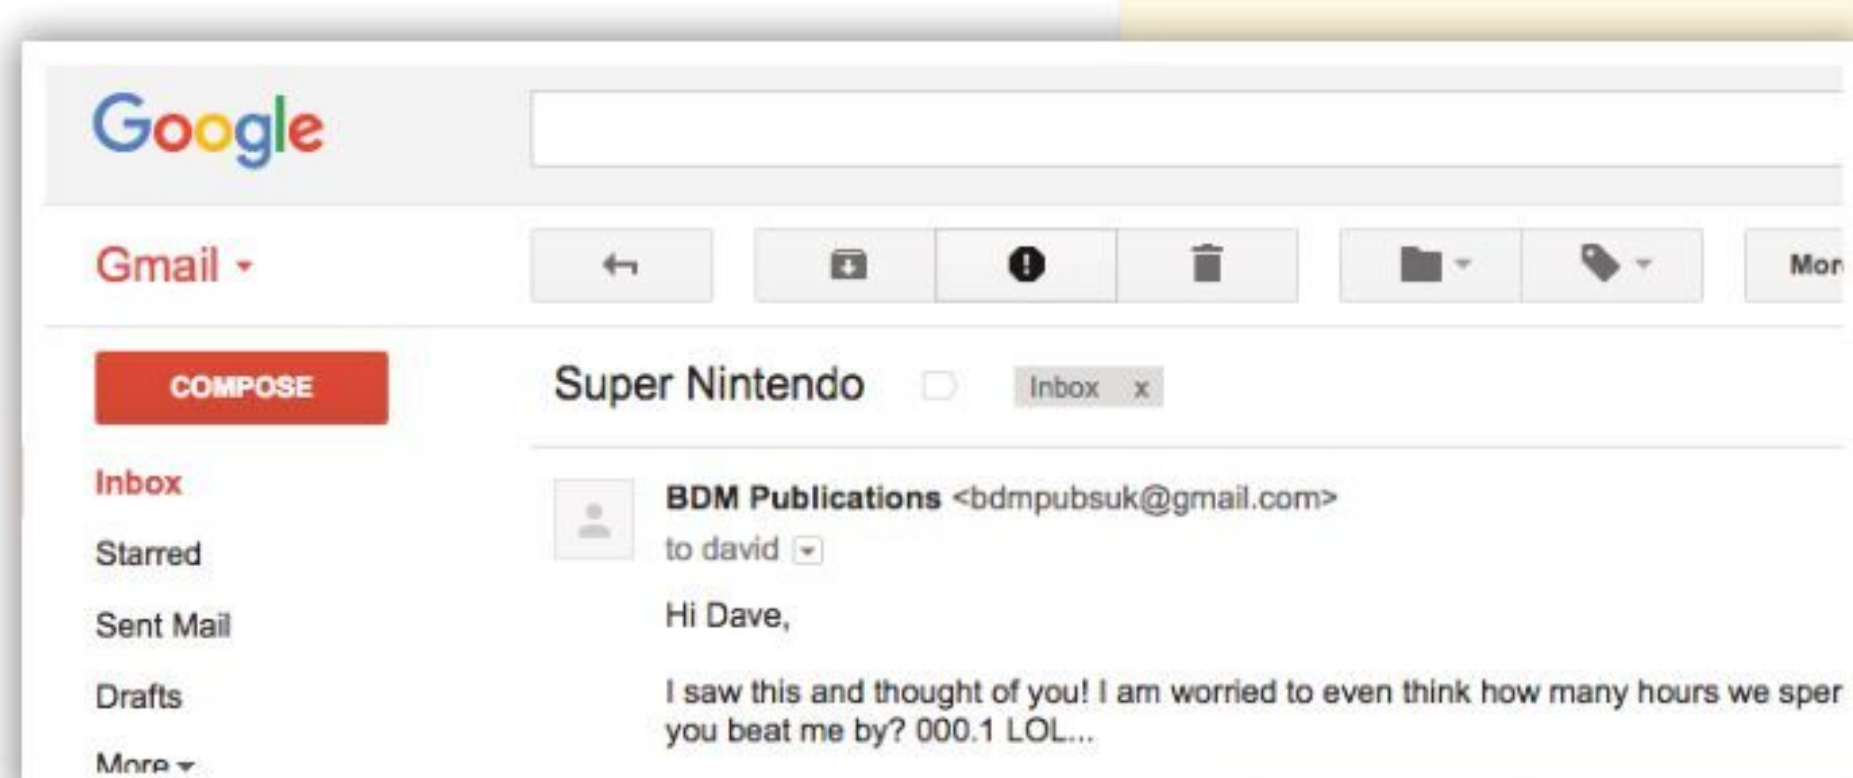 Google
Gmail
Mor
COMPOSE
Super Nintendo
Inbox x
Inbox
Starred
Sent Mail
Drafts
More
BDM Publications <bdmpubsuk@gmail.com>
to david
Hi Dave,
I saw this and thought of you! I am worried to even think how many hours we sper
you beat me by? 000.1 LOL...